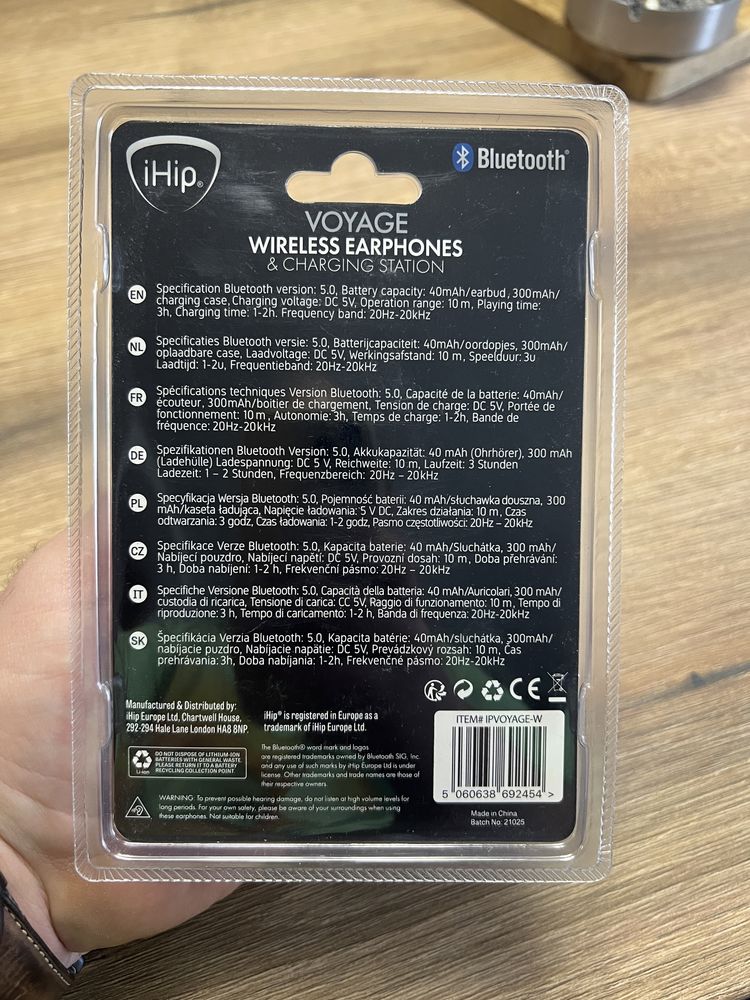 iHip®
Bluetooth®
VOYAGE
WIRELESS EARPHONES
& CHARGING STATION
EN
Specification Bluetooth version: 5.0, Battery capacity: 40mAh/earbud, 300mAh/
charging case, Charging voltage: DC 5V, Operation range: 10 m, Playing time:
3h, Charging time: 1-2h. Frequency band: 20Hz-20kHz
NL
Specificaties Bluetooth versie: 5.0, Batterijcapaciteit: 40mAh/oordopjes, 300mAh/
oplaadbare case, Laadvoltage: DC 5V, Werkingsafstand: 10 m, Speelduur: 3u
Laadtijd: 1-2u, Frequentieband: 20Hz-20kHz
FR
Spécifications techniques Version Bluetooth: 5.0, Capacité de la batterie: 40mAh/
écouteur, 300mAh/boitier de chargement, Tension de charge: DC 5V, Portée de
fonctionnement: 10 m, Autonomie: 3h, Temps de charge: 1-2h, Bande de
fréquence: 20Hz-20kHz
DE
Spezifikationen Bluetooth Version: 5.0, Akkukapazität: 40 mAh (Ohrhörer), 300 mAh
(Ladehülle) Ladespannung: DC 5 V, Reichweite: 10 m, Laufzeit: 3 Stunden
Ladezeit: 1 – 2 Stunden, Frequenzbereich: 20Hz – 20kHz
PL
Specyfikacja Wersja Bluetooth: 5.0, Pojemność baterii: 40 mAh/słuchawka douszna, 300
mAh/kaseta ładująca, Napięcie ładowania: 5 V DC, Zakres działania: 10 m, Czas
odtwarzania: 3 godz, Czas ładowania: 1-2 godz, Pasmo częstotliwości: 20Hz – 20kHz
CZ
Specifikace Verze Bluetooth: 5.0, Kapacita baterie: 40 mAh/Sluchátka, 300 mAh/
Nabíjecí pouzdro, Nabíjecí napětí: DC 5V, Provozní dosah: 10 m, Doba přehrávání:
3 h, Doba nabíjení: 1-2 h, Frekvenční pásmo: 20Hz – 20kHz
IT
Specifiche Versione Bluetooth: 5.0, Capacità della batteria: 40 mAh/Auricolari, 300 mAh/
custodia di ricarica, Tensione di carica: CC 5V, Raggio di funzionamento: 10 m, Tempo di
riproduzione: 3 h, Tempo di caricamento: 1-2 h, Banda di frequenza: 20Hz-20kHz
SK
Špecifikácia Verzia Bluetooth: 5.0, Kapacita batérie: 40mAh/sluchátka, 300mAh/
nabíjacie puzdro, Nabíjacie napätie: DC 5V, Prevádzkový rozsah: 10 m, Čas
prehrávania: 3h, Doba nabíjania: 1-2h, Frekvenčné pásmo: 20Hz-20kHz
CE
Manufactured & Distributed by:
iHip Europe Ltd, Chartwell House,
292-294 Hale Lane London HA8 8NP.
iHip® is registered in Europe as a
trademark of iHip Europe Ltd.
ITEM# IPVOYAGE-W
5 060638 692454 >
Li-ion
DO NOT DISPOSE OF LITHIUM-ION
BATTERIES WITH GENERAL WASTE.
PLEASE RETURN IT TO A BATTERY
RECYCLING COLLECTION POINT
The Bluetooth® word mark and logos
are registered trademarks owned by Bluetooth SIG, Inc.
and any use of such marks by iHip Europe Ltd is under
license. Other trademarks and trade names are those of
their respective owners.
WARNING: To prevent possible hearing damage, do not listen at high volume levels for
long periods. For your own safety, please be aware of your surroundings when using
these earphones. Not suitable for children.
Made in China
Batch No: 21025